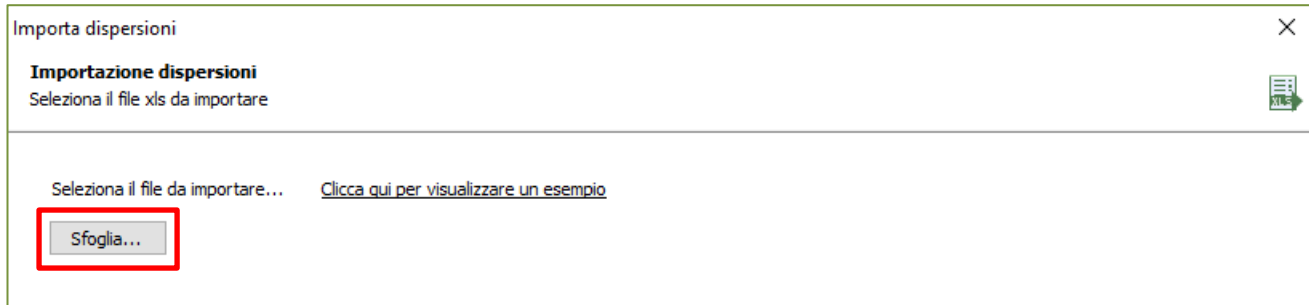 Importa dispersioni
Importazione dispersioni
Seleziona il file xls da importare
XLS
Seleziona il file da importare... Clicca qui per visualizzare un esempio
Sfoglia...